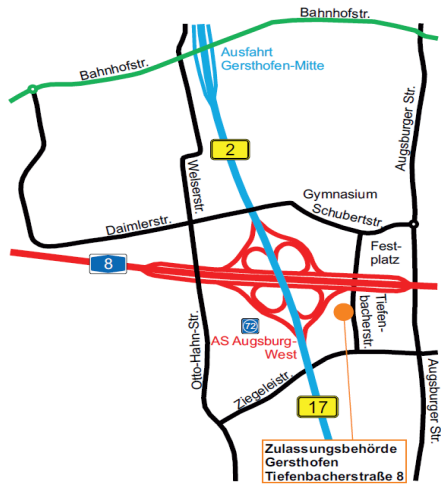 Bahnhofstr.
Ausfahrt
Gersthofen-Mitte
Bahnhofstr.
Augsburger Str.
2
Welserstr.
Gymnasium
Schubertstr.
Daimlerstr.
Fest-
platz
8
Tiefen-
bacherstr.
72
AS Augsburg-
West
Otto-Hahn-Str.
Ziegeleistr.
17
Augsburger Str.
Zulassungsbehörde
Gersthofen
Tiefenbacherstraße 8